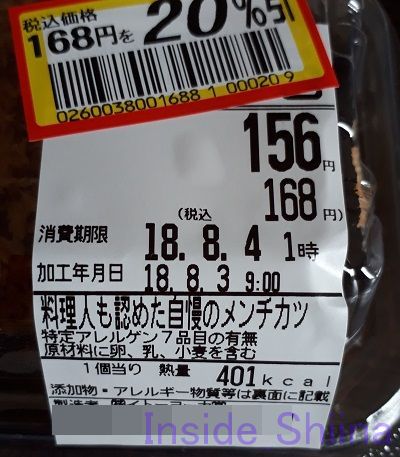 税込価格
168円を 20%引
02600380016881000209
156円
(税込 168円)
消費期限 18. 8. 4 1時
加工年月日 18. 8. 3 9:00
料理人も認めた自慢のメンチカツ
特定アレルゲン7品目の有無
原材料に卵、乳、小麦を含む
1個当り 熱量 401kcal
添加物・アレルギー物質等は裏面に記載
Inside Shima